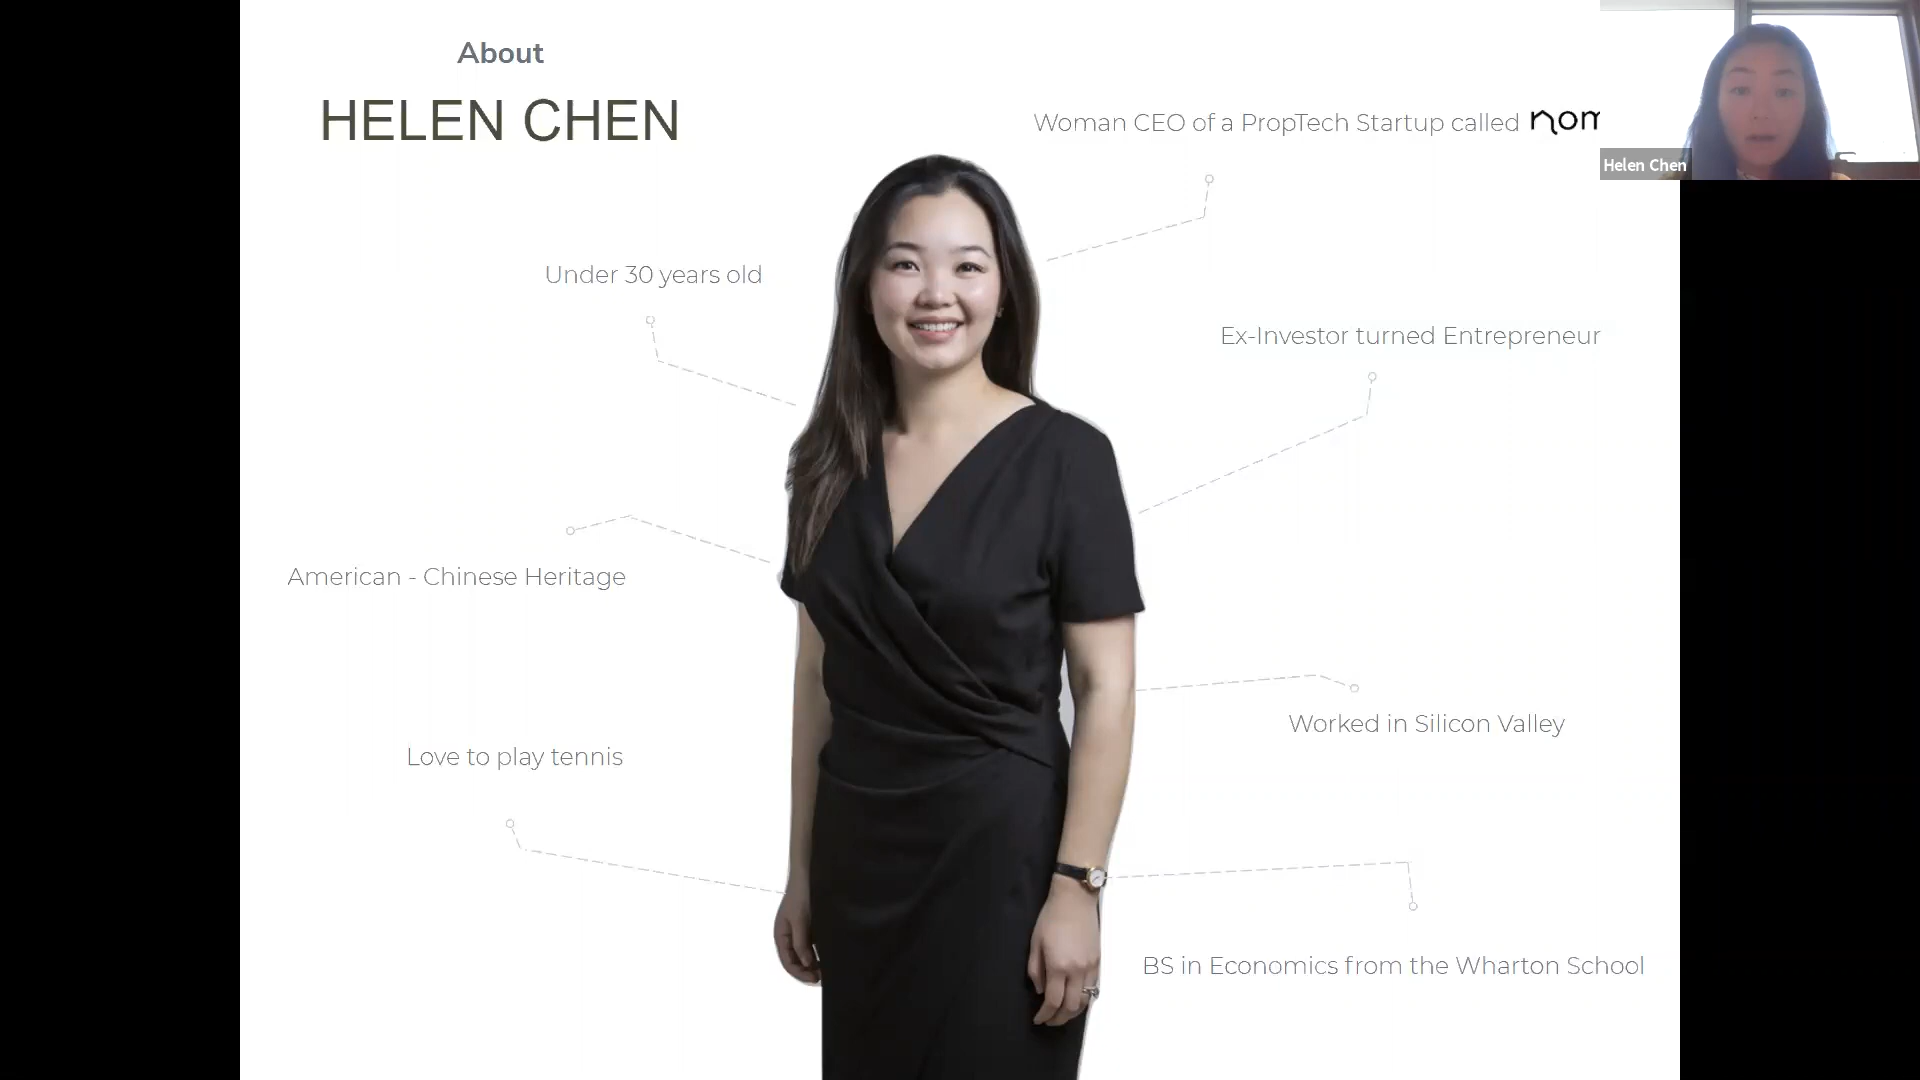 About
HELEN CHEN
Woman CEO of a PropTech Startup called
Helen Chen
Under 30 years old
Ex-Investor turned Entrepreneur
American - Chinese Heritage
Worked in Silicon Valley
Love to play tennis
BS in Economics from the Wharton School